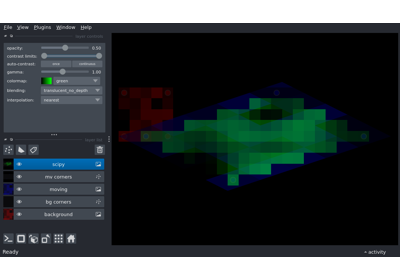 File View Plugins Window Help
opacity: 0.50
contrast limits:
auto-contrast: once continuous
gamma: 1.00
colormap: green
blending: translucent_no_depth
interpolation: nearest
scipy
mv corners
moving
bg corners
background
Ready
activity